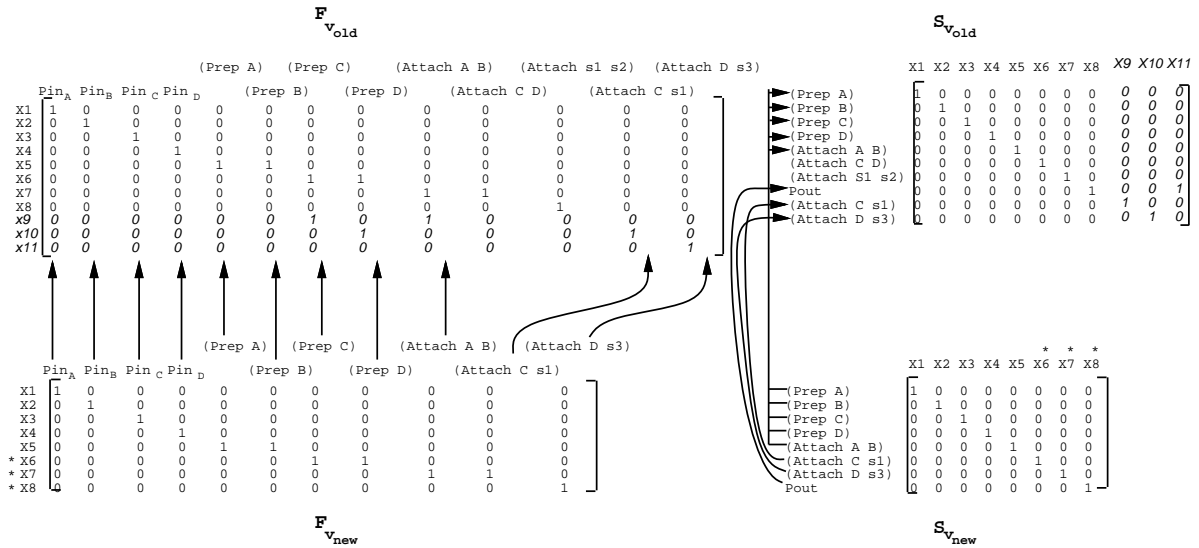 F_v_old
S_v_old
(Prep A) (Prep C) (Attach A B) (Attach s1 s2) (Attach D s3)
Pin_A Pin_B Pin_C Pin_D (Prep B) (Prep D) (Attach C D) (Attach C s1)
X1 1 0 0 0 0 0 0 0 0 0 0 0 0
X2 0 1 0 0 0 0 0 0 0 0 0 0 0
X3 0 0 1 0 0 0 0 0 0 0 0 0 0
X4 0 0 0 1 0 0 0 0 0 0 0 0 0
X5 0 0 0 0 1 1 0 0 0 0 0 0 0
X6 0 0 0 0 0 0 1 1 0 0 0 0 0
X7 0 0 0 0 0 0 0 0 1 1 0 0 0
X8 0 0 0 0 0 0 0 0 0 0 1 0 0
x9 0 0 0 0 0 0 1 0 1 0 0 0 0
x10 0 0 0 0 0 0 0 1 0 0 0 1 0
x11 0 0 0 0 0 0 0 0 0 0 0 0 1
X1 X2 X3 X4 X5 X6 X7 X8 X9 X10 X11
(Prep A) 1 0 0 0 0 0 0 0 0 0 0
(Prep B) 0 1 0 0 0 0 0 0 0 0 0
(Prep C) 0 0 1 0 0 0 0 0 0 0 0
(Prep D) 0 0 0 1 0 0 0 0 0 0 0
(Attach A B) 0 0 0 0 1 0 0 0 0 0 0
(Attach C D) 0 0 0 0 0 1 0 0 0 0 0
(Attach S1 s2) 0 0 0 0 0 0 1 0 0 0 0
Pout 0 0 0 0 0 0 0 1 0 0 1
(Attach C s1) 0 0 0 0 0 0 0 0 1 0 0
(Attach D s3) 0 0 0 0 0 0 0 0 0 1 0
(Prep A) (Prep C) (Attach A B) (Attach D s3)
Pin_A Pin_B Pin_C Pin_D (Prep B) (Prep D) (Attach C s1)
X1 1 0 0 0 0 0 0 0 0 0 0
X2 0 1 0 0 0 0 0 0 0 0 0
X3 0 0 1 0 0 0 0 0 0 0 0
X4 0 0 0 1 0 0 0 0 0 0 0
X5 0 0 0 0 1 1 0 0 0 0 0
* X6 0 0 0 0 0 0 1 1 0 0 0
* X7 0 0 0 0 0 0 0 0 1 1 0
* X8 0 0 0 0 0 0 0 0 0 0 1
* * *
X1 X2 X3 X4 X5 X6 X7 X8
(Prep A) 1 0 0 0 0 0 0 0
(Prep B) 0 1 0 0 0 0 0 0
(Prep C) 0 0 1 0 0 0 0 0
(Prep D) 0 0 0 1 0 0 0 0
(Attach A B) 0 0 0 0 1 0 0 0
(Attach C s1) 0 0 0 0 0 1 0 0
(Attach D s3) 0 0 0 0 0 0 1 0
Pout 0 0 0 0 0 0 0 1
F_v_new
S_v_new